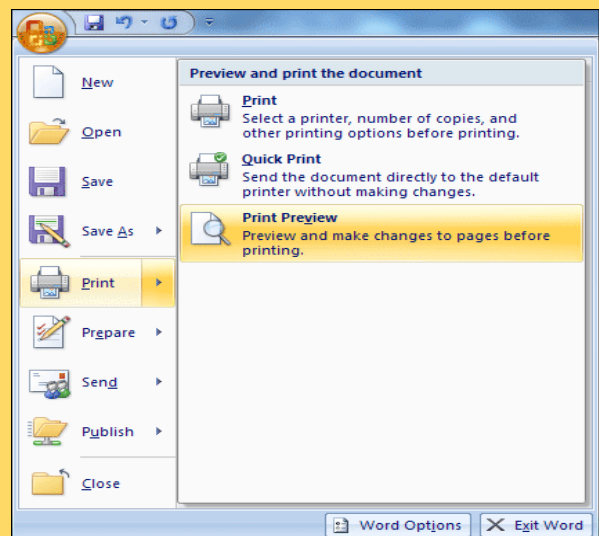 New
Open
Save
Save As
Print
Prepare
Send
Publish
Close
Preview and print the document
Print
Select a printer, number of copies, and
other printing options before printing.
Quick Print
Send the document directly to the default
printer without making changes.
Print Preview
Preview and make changes to pages before
printing.
Word Options
Exit Word